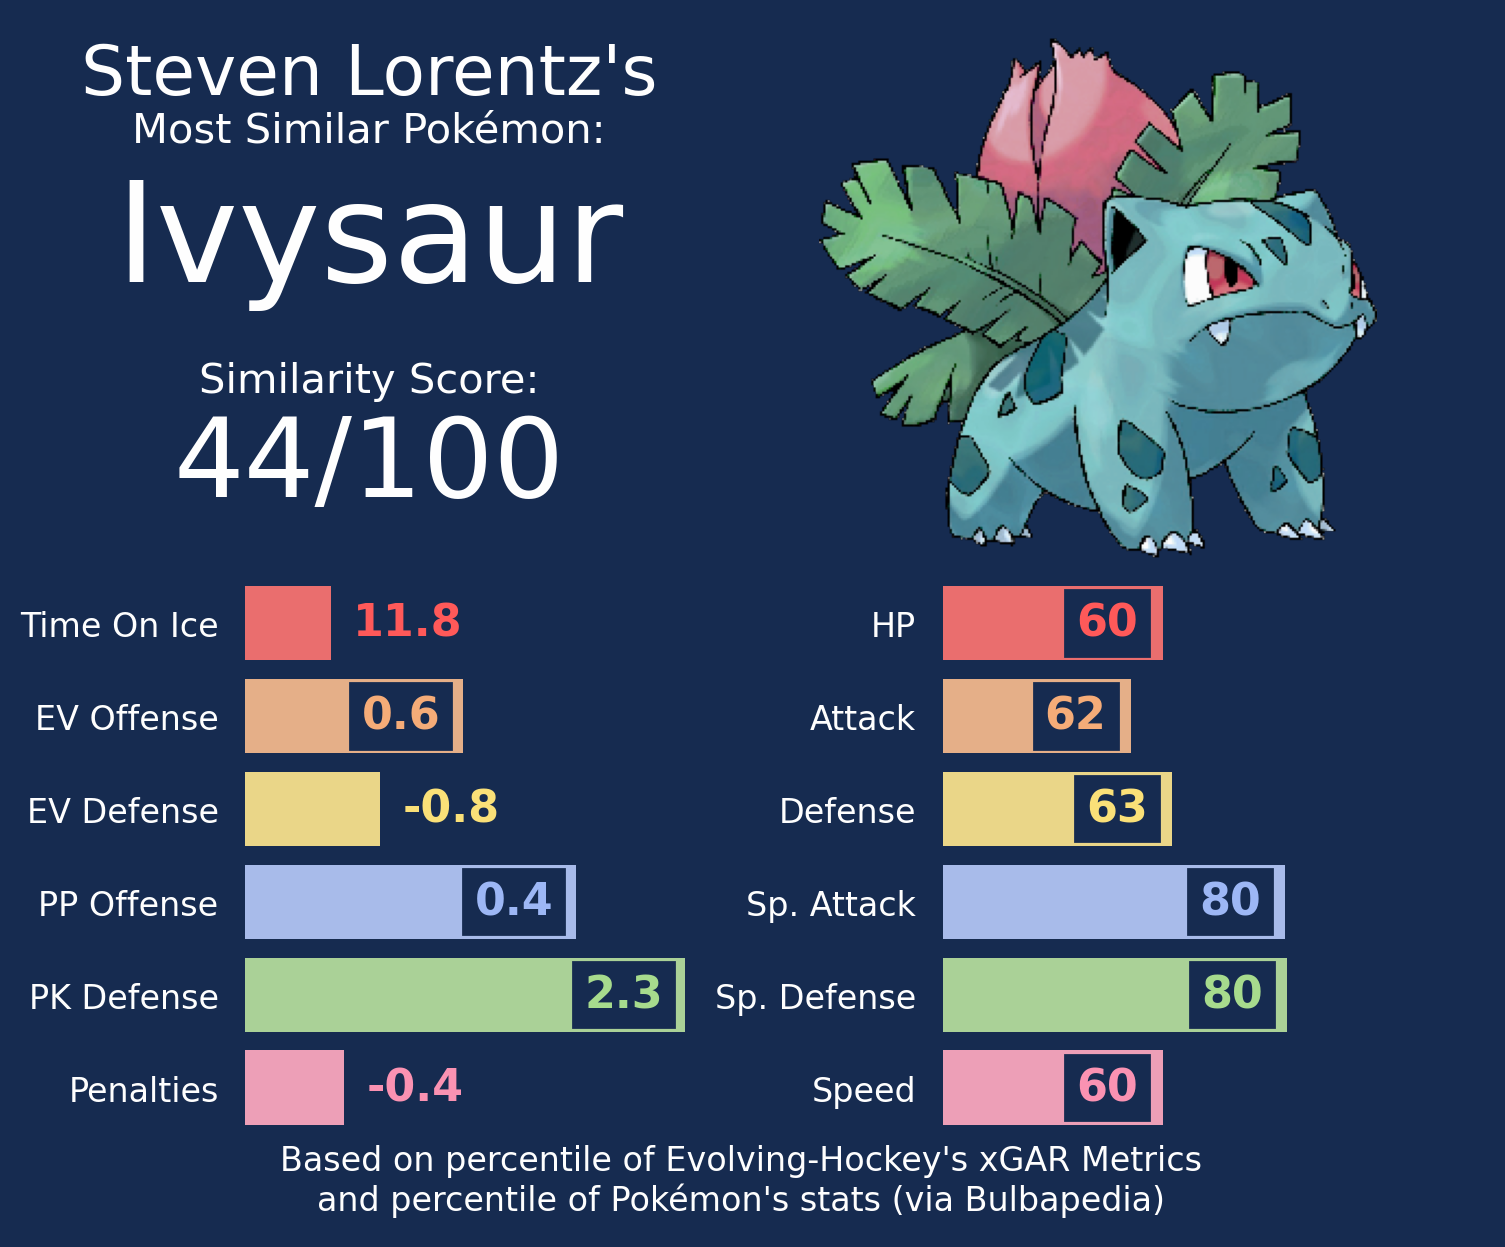 Steven Lorentz's
Most Similar Pokémon:
Ivysaur
Similarity Score:
44/100
Time On Ice 11.8
EV Offense 0.6
EV Defense -0.8
PP Offense 0.4
PK Defense 2.3
Penalties -0.4
HP 60
Attack 62
Defense 63
Sp. Attack 80
Sp. Defense 80
Speed 60
Based on percentile of Evolving-Hockey's xGAR Metrics
and percentile of Pokémon's stats (via Bulbapedia)